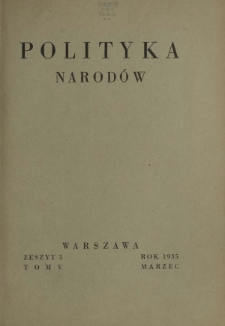 POLITYKA
NARODÓW
WARSZAWA
ZESZYT 3 ROK 1935
TOM V MARZEC